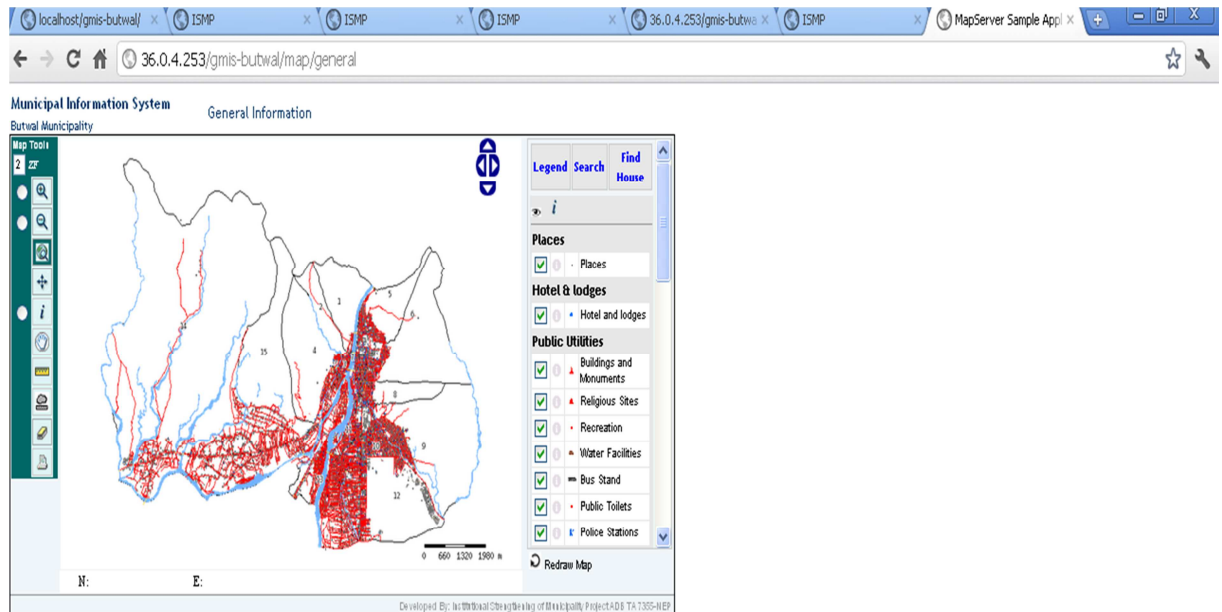 localhost/gmis-butwal/
ISMP
ISMP
ISMP
36.0.4.253/gmis-butwa
ISMP
MapServer Sample Appl
36.0.4.253/gmis-butwal/map/general
Municipal Information System
General Information
Butwal Municipality
Map Tools
2 ZF
Legend
Search
Find House
i
Places
Places
Hotel & lodges
Hotel and lodges
Public Utilities
Buildings and Monuments
Religious Sites
Recreation
Water Facilities
Bus Stand
Public Toilets
Police Stations
Redraw Map
1
2
4
5
6
8
9
12
15
0 660 1320 1980 m
N: E:
Developed By: Institutional Strengthening of Municipality Project ADB TA 7355-NEP